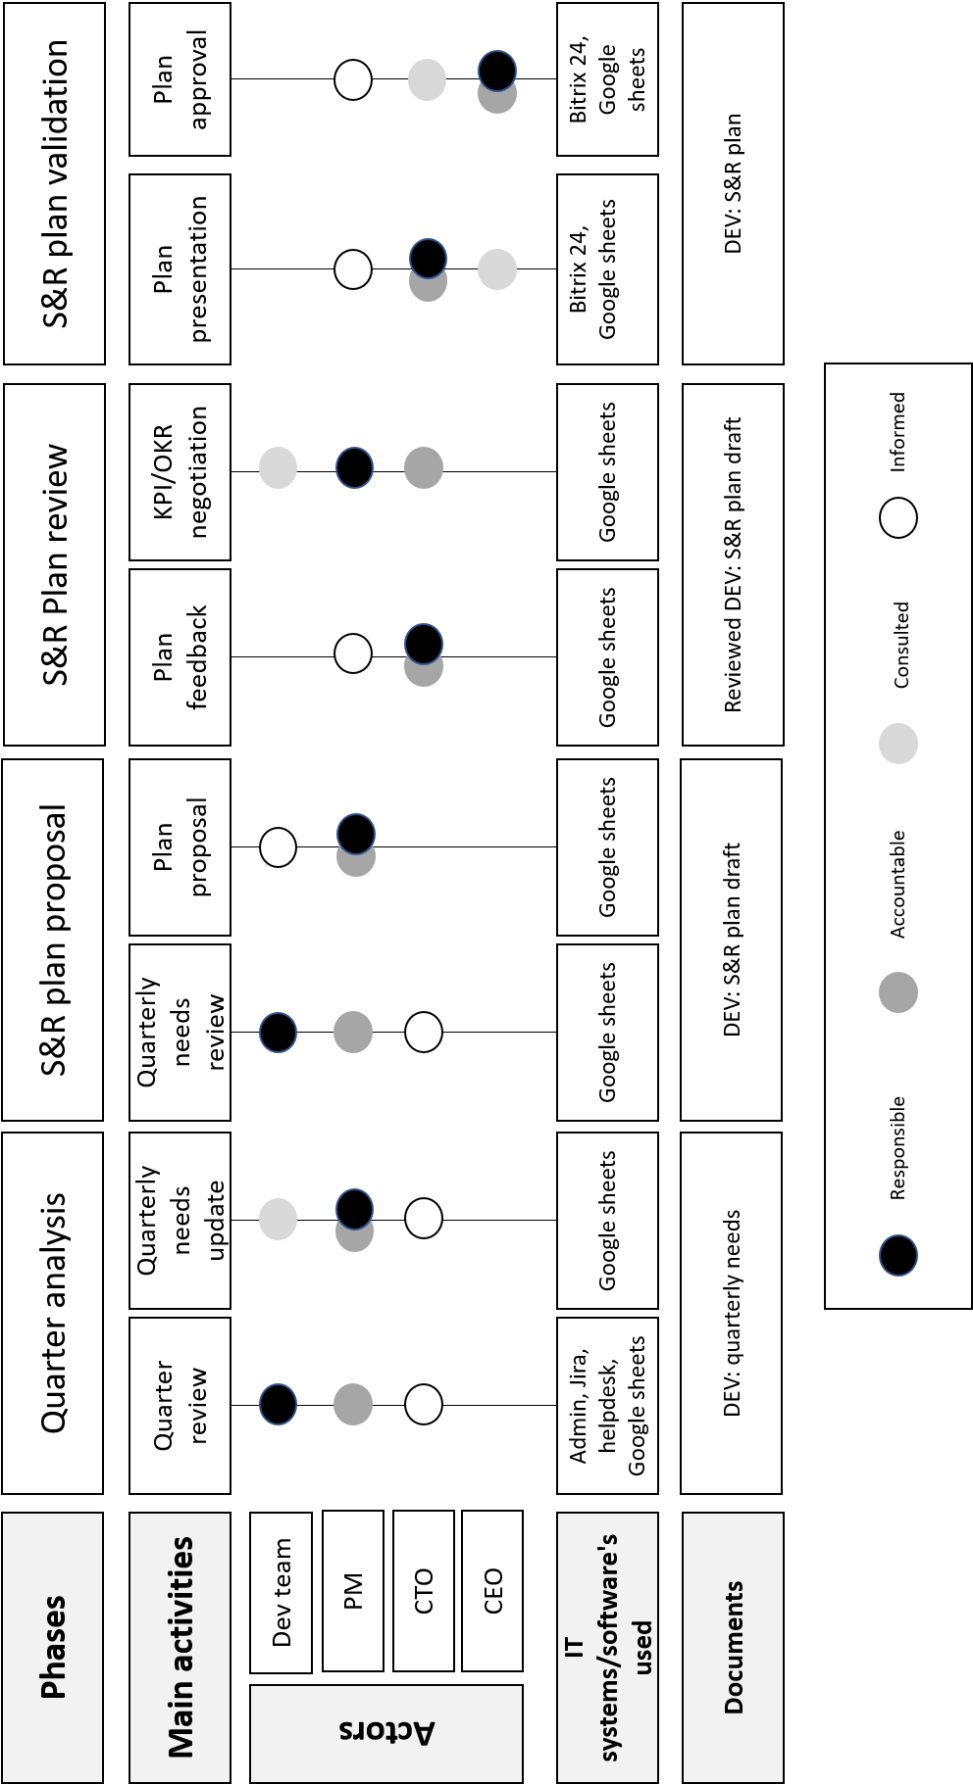 Phases
Quarter analysis
S&R plan proposal
S&R Plan review
S&R plan validation
Main activities
Quarter
review
Quarterly
needs
update
Quarterly
needs
review
Plan
proposal
Plan
feedback
KPI/OKR
negotiation
Plan
presentation
Plan
approval
Actors
Dev team
PM
CTO
CEO
IT
systems/software's
used
Admin, Jira,
helpdesk,
Google sheets
Google sheets
Google sheets
Google sheets
Google sheets
Google sheets
Bitrix 24,
Google sheets
Bitrix 24,
Google
sheets
Documents
DEV: quarterly needs
DEV: S&R plan draft
Reviewed DEV: S&R plan draft
DEV: S&R plan
Responsible
Accountable
Consulted
Informed